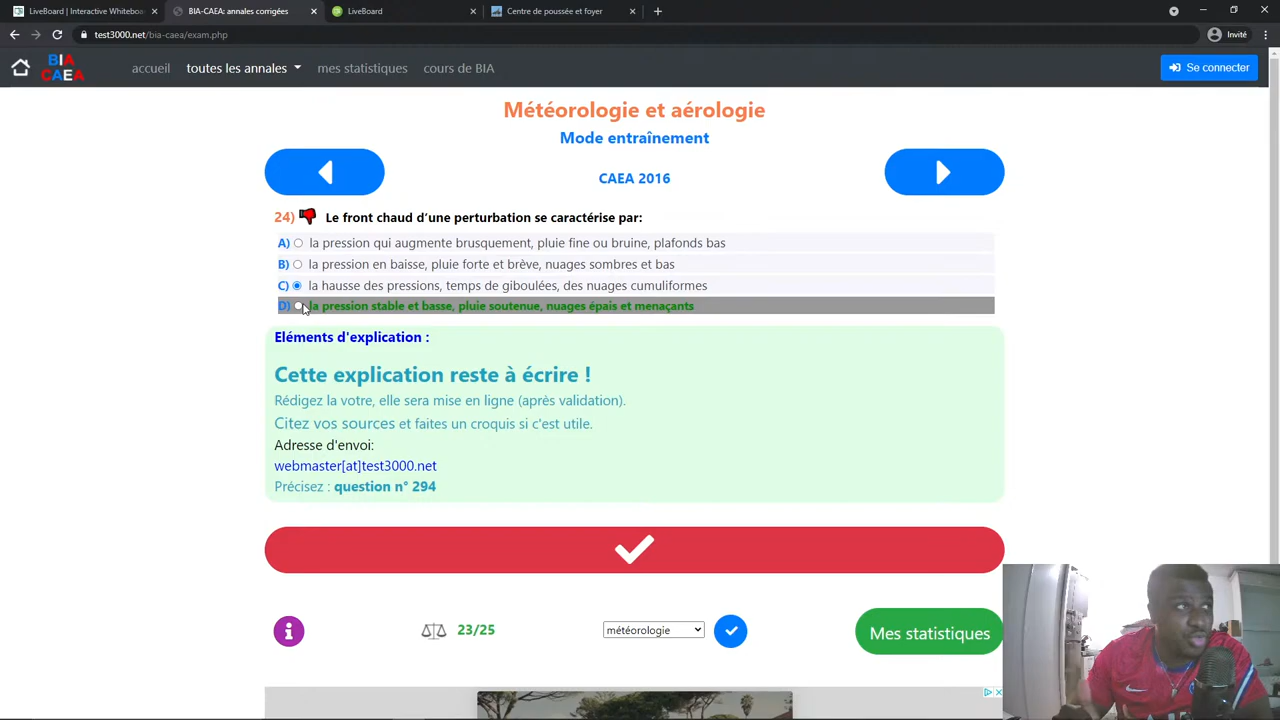 LiveBoard | Interactive Whiteboa
BIA-CAEA: annales corrigées
LiveBoard
Centre de poussée et foyer
test3000.net/bia-caea/exam.php
Invité
BIA
CAEA
accueil
toutes les annales
mes statistiques
cours de BIA
Se connecter
Météorologie et aérologie
Mode entraînement
CAEA 2016
24) Le front chaud d’une perturbation se caractérise par:
A) la pression qui augmente brusquement, pluie fine ou bruine, plafonds bas
B) la pression en baisse, pluie forte et brève, nuages sombres et bas
C) la hausse des pressions, temps de giboulées, des nuages cumuliformes
D) la pression stable et basse, pluie soutenue, nuages épais et menaçants
Eléments d'explication :
Cette explication reste à écrire !
Rédigez la votre, elle sera mise en ligne (après validation).
Citez vos sources et faites un croquis si c'est utile.
Adresse d'envoi:
webmaster[at]test3000.net
Précisez : question n° 294
23/25
météorologie
Mes statistiques